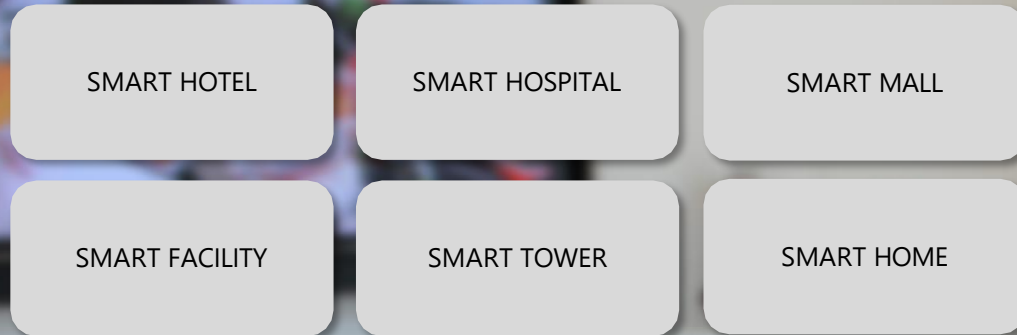 SMART HOTEL
SMART HOSPITAL
SMART MALL
SMART FACILITY
SMART TOWER
SMART HOME